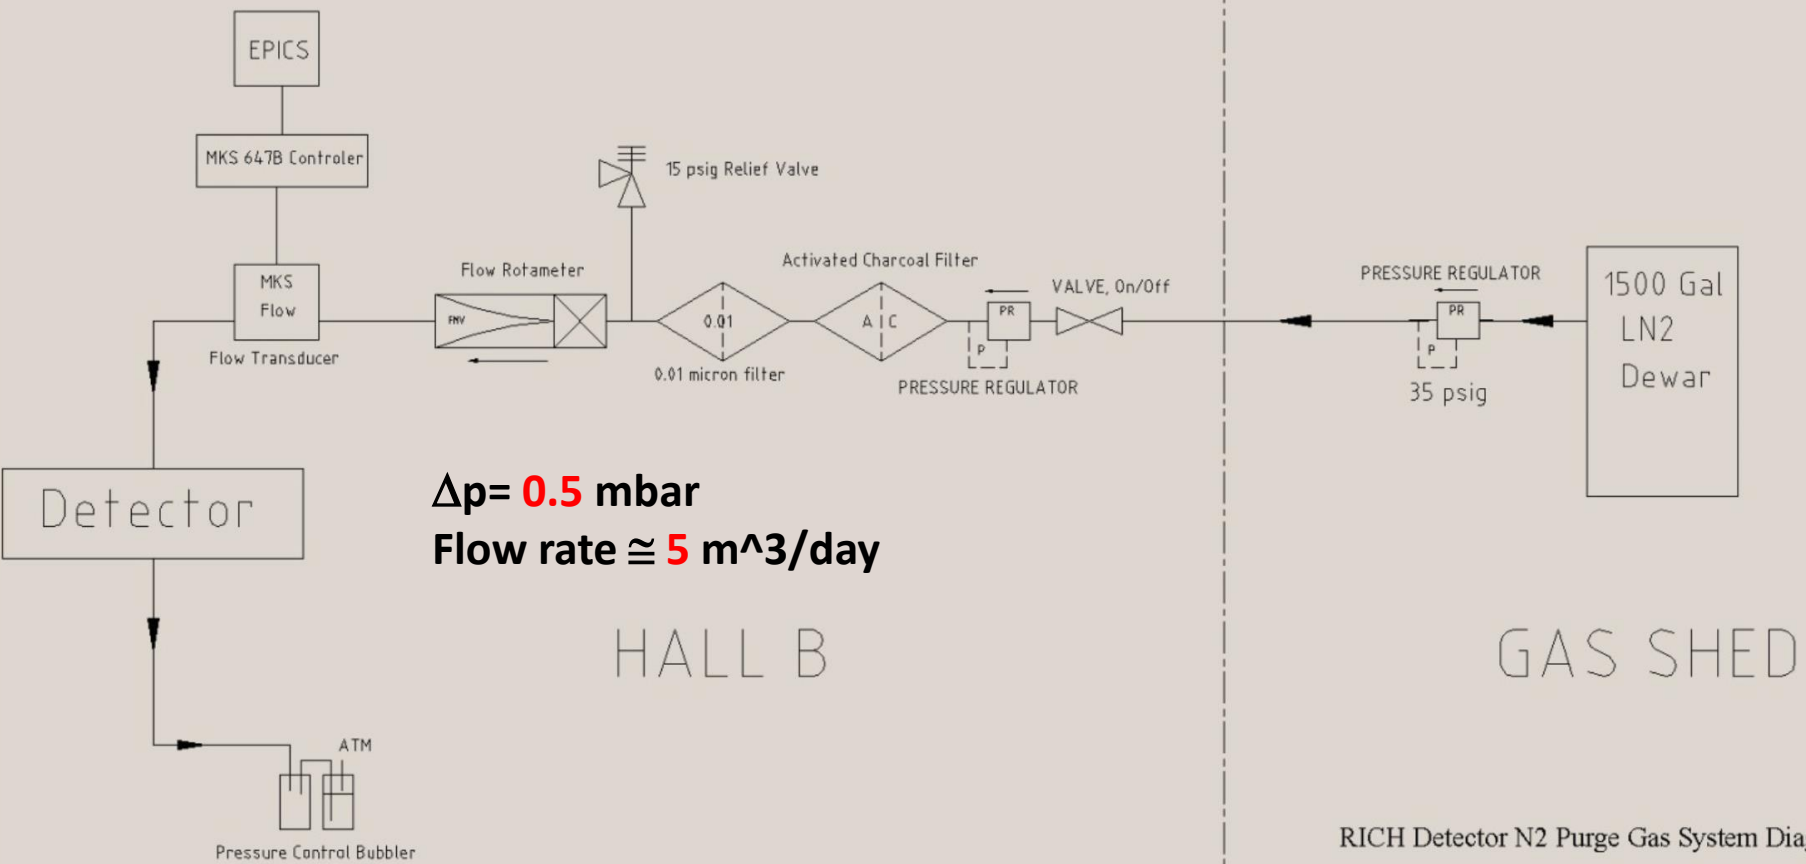 EPICS
MKS 647B Controler
15 psig Relief Valve
MKS
Flow
Flow Transducer
Flow Rotameter
FMV
0.01
0.01 micron filter
Activated Charcoal Filter
A C
PR
P
PRESSURE REGULATOR
VALVE, On/Off
PRESSURE REGULATOR
PR
P
35 psig
1500 Gal
LN2
Dewar
Detector
Δp= 0.5 mbar
Flow rate ≅ 5 m^3/day
HALL B
GAS SHED
ATM
Pressure Control Bubbler
RICH Detector N2 Purge Gas System Dia